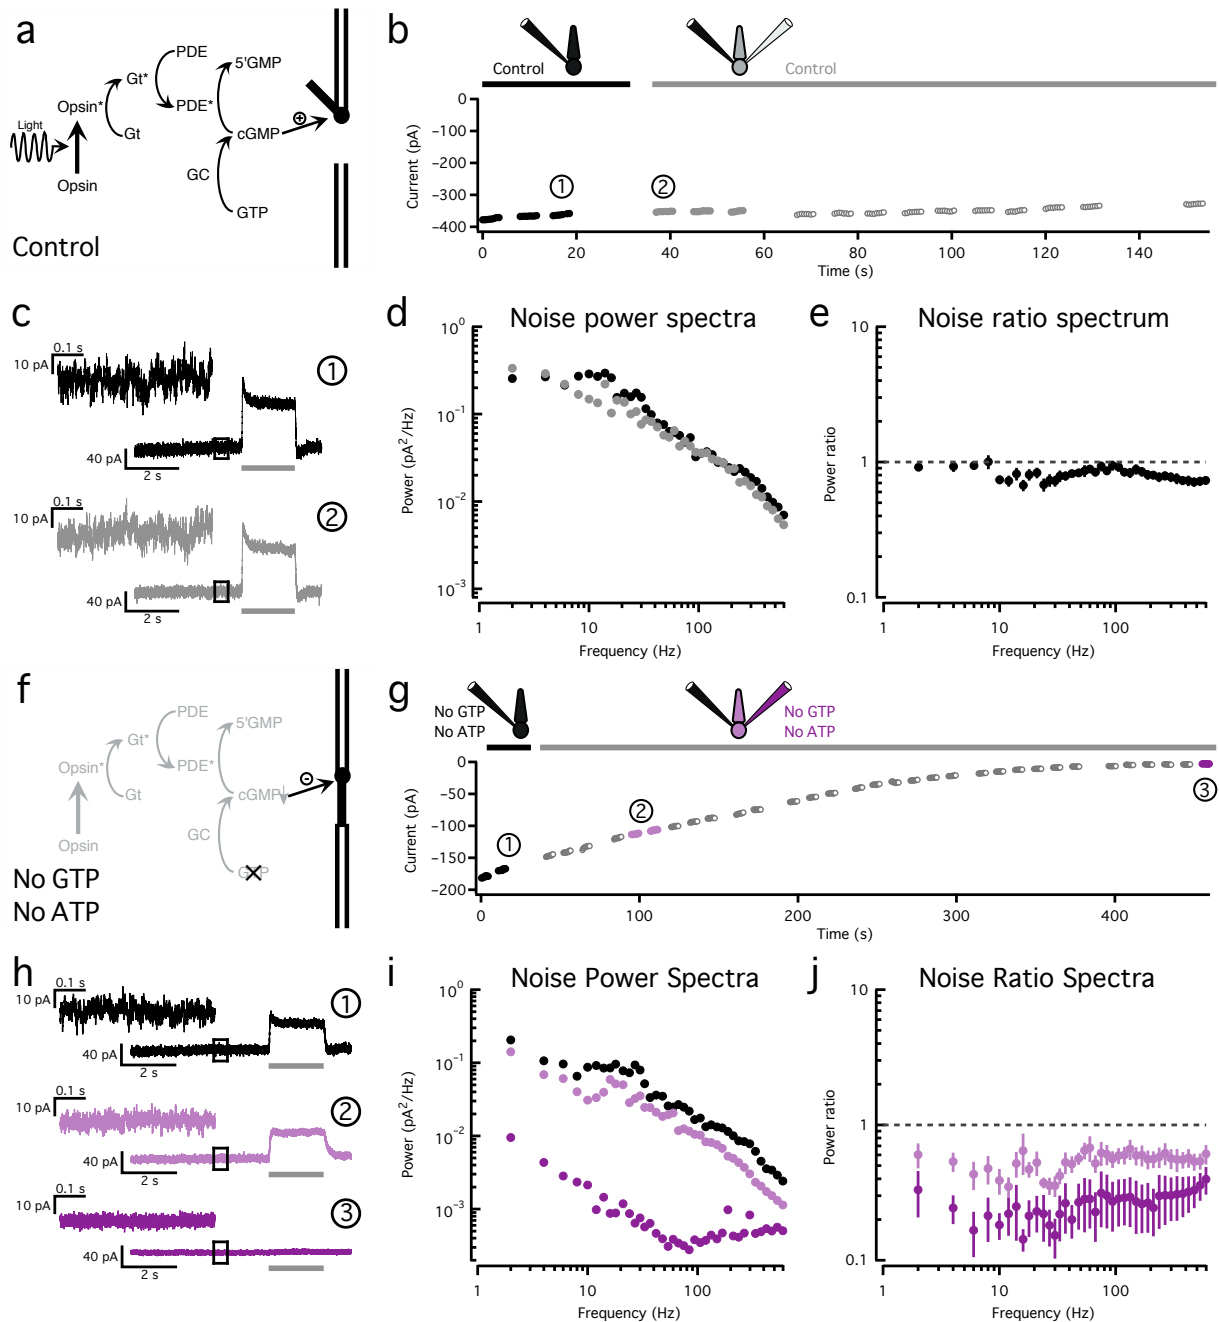 a
PDE
5'GMP
Gt*
Opsin*
PDE*
Light
Gt
cGMP
+
GC
Opsin
GTP
Control
b
Control
Control
0
−100
−200
−300
−400
Current (pA)
1
2
0
20
40
60
80
100
120
140
Time (s)
c
0.1 s
10 pA
1
40 pA
2 s
0.1 s
10 pA
2
40 pA
2 s
d
Noise power spectra
10^0
10^-1
10^-2
10^-3
Power (pA^2/Hz)
1
10
100
Frequency (Hz)
e
Noise ratio spectrum
10
1
0.1
Power ratio
1
10
100
Frequency (Hz)
f
PDE
5'GMP
Gt*
Opsin*
PDE*
Gt
cGMP
-
GC
Opsin
GTP
No GTP
No ATP
g
No GTP
No ATP
No GTP
No ATP
0
−50
−100
−150
−200
Current (pA)
1
2
3
0
100
200
300
400
Time (s)
h
0.1 s
10 pA
1
40 pA
2 s
0.1 s
10 pA
2
40 pA
2 s
0.1 s
10 pA
3
40 pA
2 s
i
Noise Power Spectra
10^0
10^-1
10^-2
10^-3
Power (pA^2/Hz)
1
10
100
Frequency (Hz)
j
Noise Ratio Spectra
10
1
0.1
Power ratio
1
10
100
Frequency (Hz)